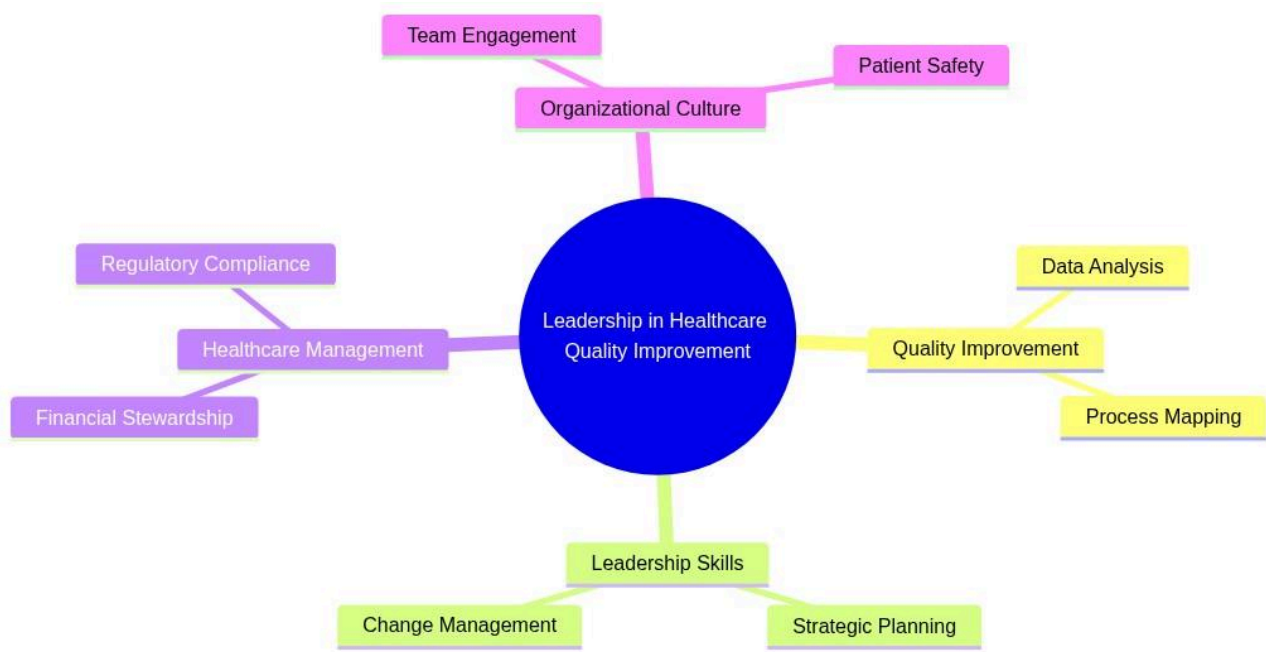 Team Engagement
Patient Safety
Organizational Culture
Regulatory Compliance
Data Analysis
Leadership in Healthcare
Quality Improvement
Healthcare Management
Quality Improvement
Financial Stewardship
Process Mapping
Leadership Skills
Change Management
Strategic Planning